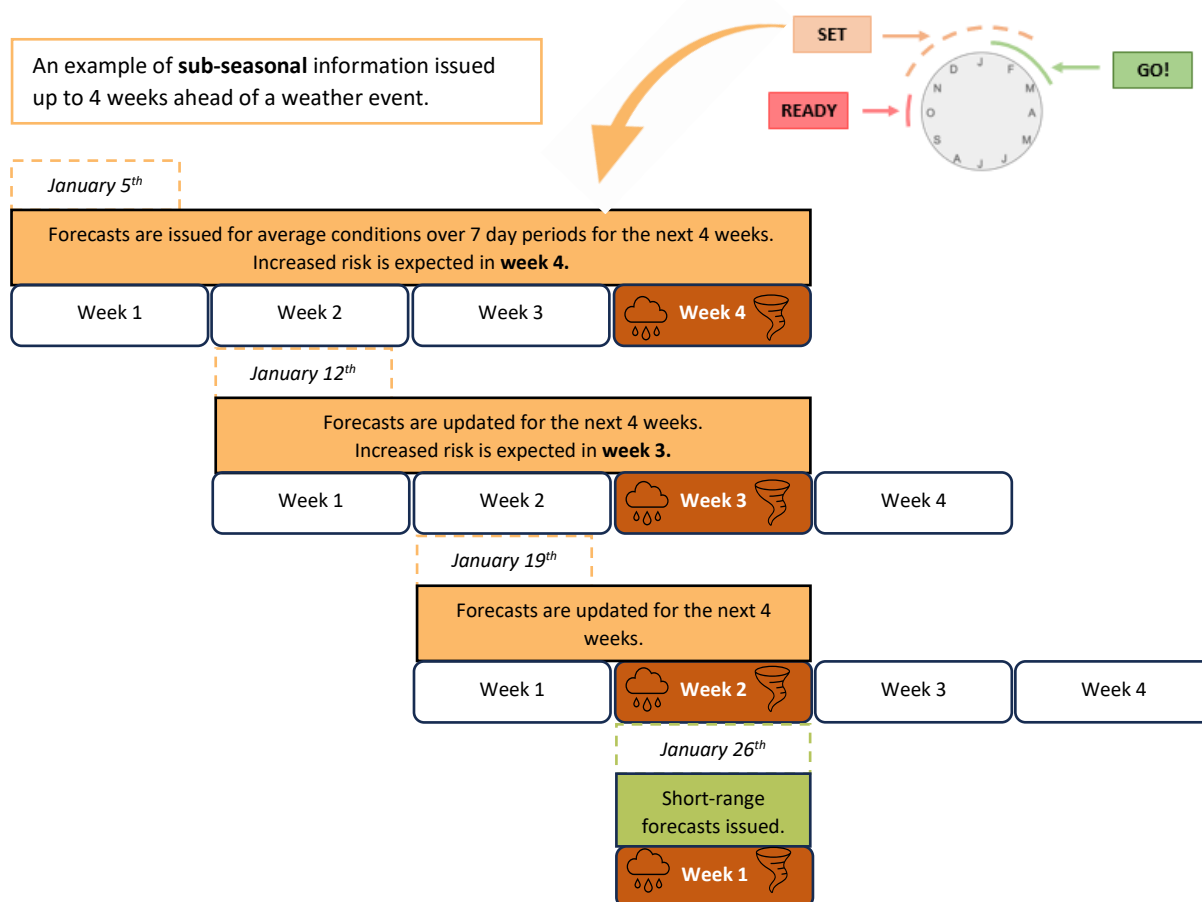 An example of sub-seasonal information issued
up to 4 weeks ahead of a weather event.
SET
READY
GO!
J
F
M
A
M
J
J
A
S
O
N
D
January 5th
Forecasts are issued for average conditions over 7 day periods for the next 4 weeks.
Increased risk is expected in week 4.
Week 1
Week 2
Week 3
Week 4
January 12th
Forecasts are updated for the next 4 weeks.
Increased risk is expected in week 3.
Week 1
Week 2
Week 3
Week 4
January 19th
Forecasts are updated for the next 4
weeks.
Week 1
Week 2
Week 3
Week 4
January 26th
Short-range
forecasts issued.
Week 1